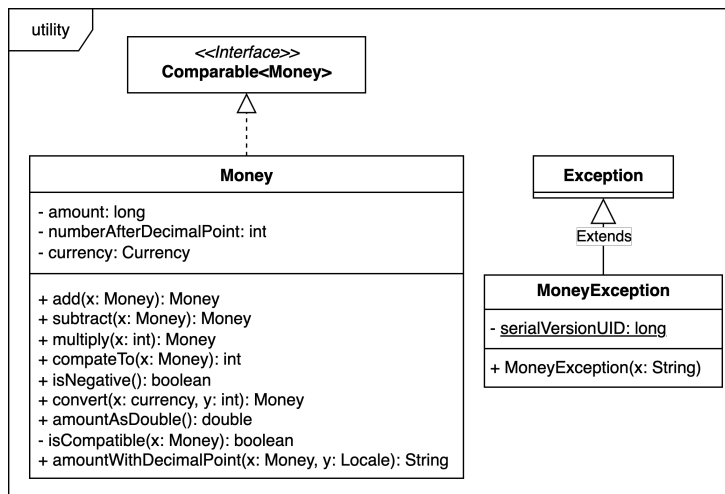 utility
<<Interface>>
Comparable<Money>
Money
- amount: long
- numberAfterDecimalPoint: int
- currency: Currency
+ add(x: Money): Money
+ subtract(x: Money): Money
+ multiply(x: int): Money
+ compateTo(x: Money): int
+ isNegative(): boolean
+ convert(x: currency, y: int): Money
+ amountAsDouble(): double
- isCompatible(x: Money): boolean
+ amountWithDecimalPoint(x: Money, y: Locale): String
Exception
Extends
MoneyException
- serialVersionUID: long
+ MoneyException(x: String)